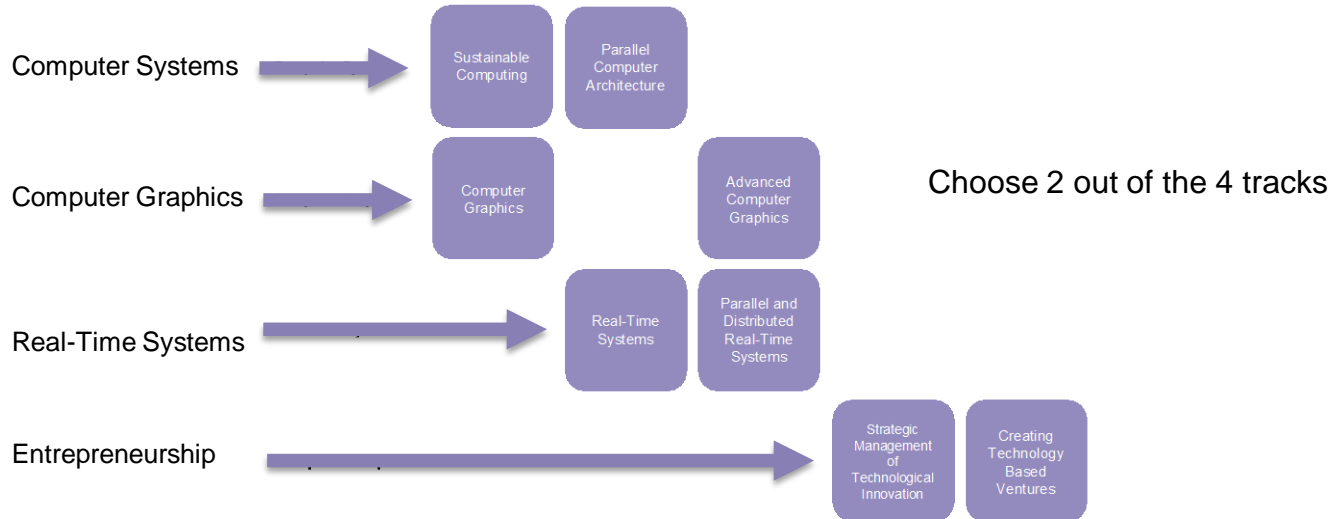 Computer Systems
Sustainable
Computing
Parallel
Computer
Architecture
Computer Graphics
Computer
Graphics
Advanced
Computer
Graphics
Choose 2 out of the 4 tracks
Real-Time Systems
Real-Time
Systems
Parallel and
Distributed
Real-Time
Systems
Entrepreneurship
Strategic
Management
of
Technological
Innovation
Creating
Technology
Based
Ventures